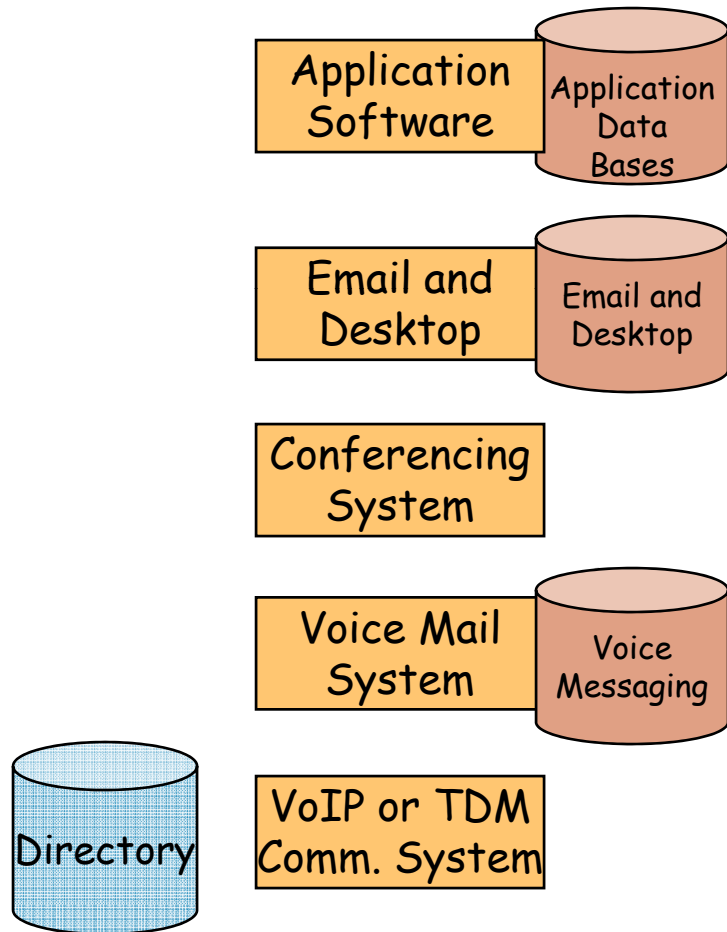 Application
Software
Application
Data
Bases
Email and
Desktop
Email and
Desktop
Conferencing
System
Voice Mail
System
Voice
Messaging
Directory
VoIP or TDM
Comm. System